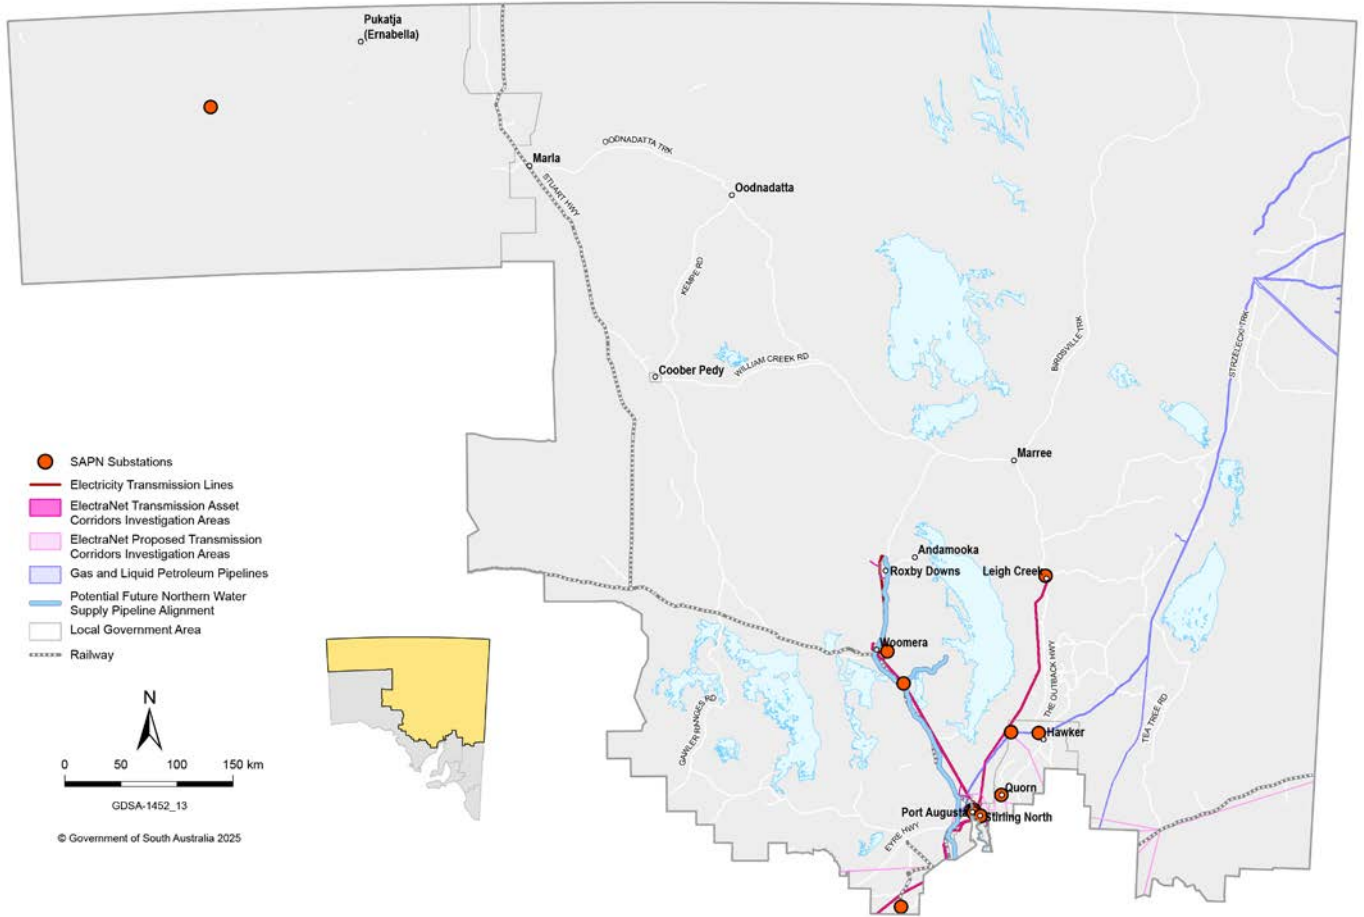 Pukatja
(Ernabella)
Marla
OODNADATTA TRK
STUART HWY
Oodnadatta
KEMPE RD
Coober Pedy
WILLIAM CREEK RD
BIRDSVILLE TRK
STRZELECKI TRK
Marree
Andamooka
Roxby Downs
Leigh Creek
Woomera
THE OUTBACK HWY
GAWLER RANGES RD
Hawker
TEA TREE RD
Quorn
Port Augusta
Stirling North
EYRE HWY
SAPN Substations
Electricity Transmission Lines
ElectraNet Transmission Asset
Corridors Investigation Areas
ElectraNet Proposed Transmission
Corridors Investigation Areas
Gas and Liquid Petroleum Pipelines
Potential Future Northern Water
Supply Pipeline Alignment
Local Government Area
Railway
N
0 50 100 150 km
GDSA-1452_13
© Government of South Australia 2025